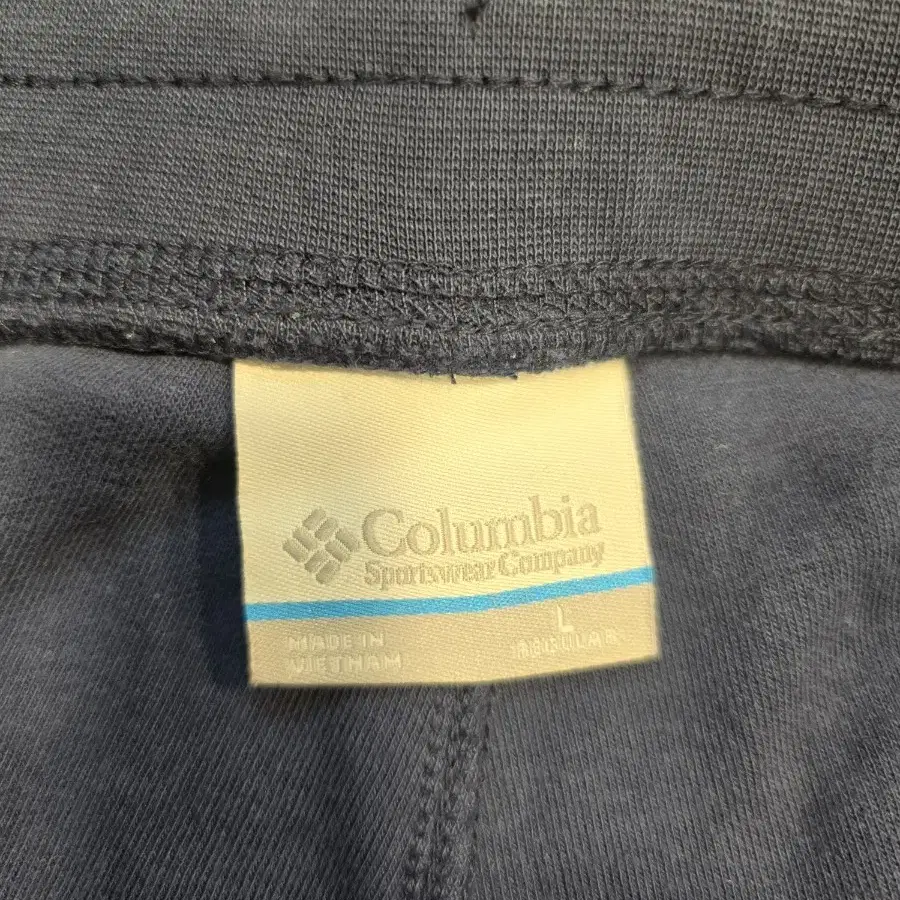 Columbia
Sportswear Company
L
MADE IN
REGULAR
VIETNAM